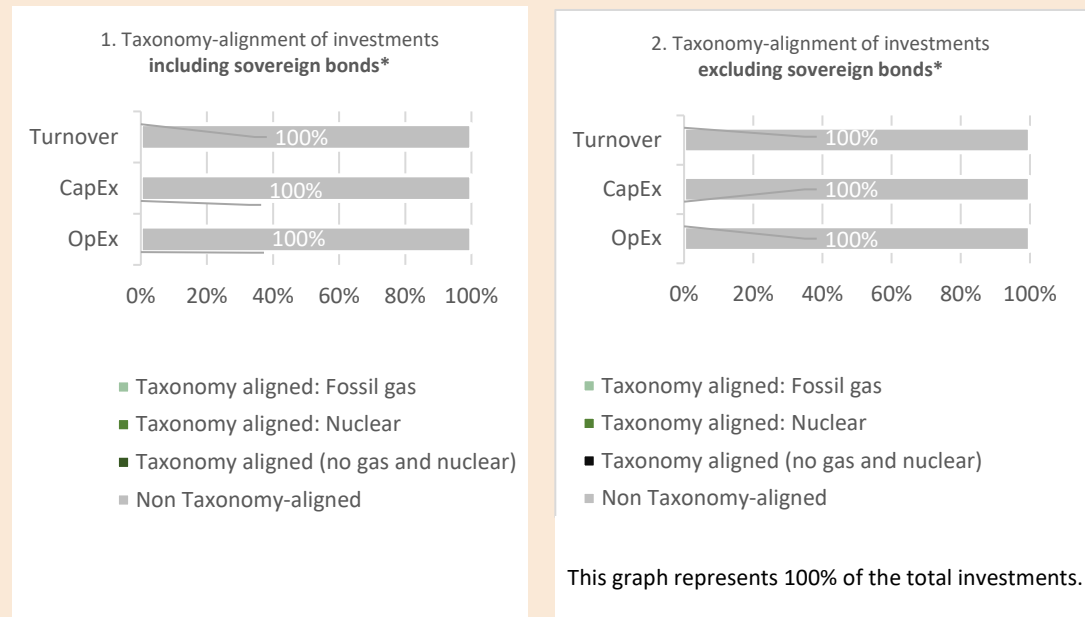 1. Taxonomy-alignment of investments
including sovereign bonds*
Turnover
100%
CapEx
100%
OpEx
100%
0% 20% 40% 60% 80% 100%
Taxonomy aligned: Fossil gas
Taxonomy aligned: Nuclear
Taxonomy aligned (no gas and nuclear)
Non Taxonomy-aligned
2. Taxonomy-alignment of investments
excluding sovereign bonds*
Turnover
100%
CapEx
100%
OpEx
100%
0% 20% 40% 60% 80% 100%
Taxonomy aligned: Fossil gas
Taxonomy aligned: Nuclear
Taxonomy aligned (no gas and nuclear)
Non Taxonomy-aligned
This graph represents 100% of the total investments.